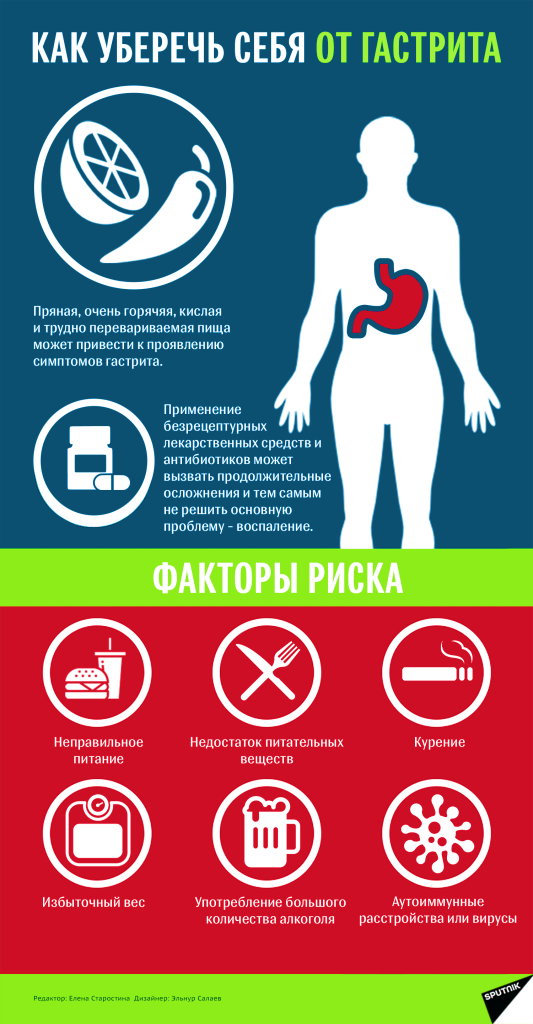 КАК УБЕРЕЧЬ СЕБЯ ОТ ГАСТРИТА
Пряная, очень горячяя, кислая
и трудно перевариваемая пища
может привести к проявлению
симптомов гастрита.
Применение
безрецептурных
лекарственных средств и
антибиотиков может
вызвать продолжительные
осложнения и тем самым
не решить основную
проблему - воспаление.
ФАКТОРЫ РИСКА
Неправильное
питание
Недостаток питательных
веществ
Курение
Избыточный вес
Употребление большого
количества алкоголя
Аутоиммунные
расстройства или вирусы
Редактор: Елена Старостина Дизайнер: Эльнур Салаев
SPUTNIK